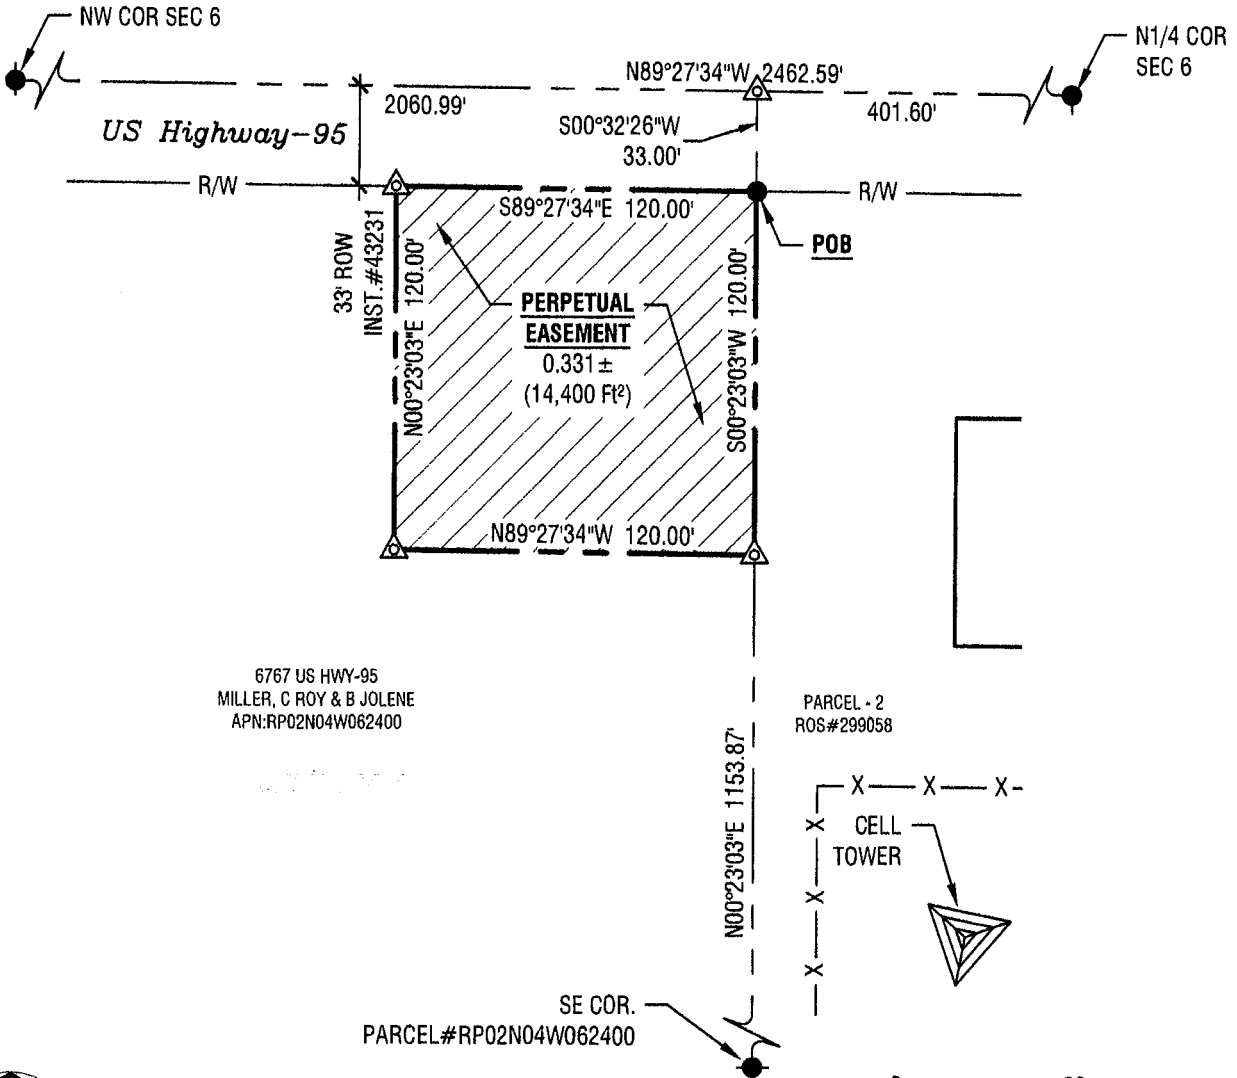 NW COR SEC 6
N1/4 COR
SEC 6
N89°27'34"W 2462.59'
2060.99'
401.60'
US Highway-95
S00°32'26"W
33.00'
R/W
R/W
S89°27'34"E 120.00'
POB
33' ROW
INST.#43231
N00°23'03"E 120.00'
S00°23'03"W 120.00'
PERPETUAL
EASEMENT
0.331±
(14,400 Ft²)
N89°27'34"W 120.00'
6767 US HWY-95
MILLER, C ROY & B JOLENE
APN:RP02N04W062400
PARCEL - 2
ROS#299058
N00°23'03"E 1153.87'
X X X
X
X
X
CELL
TOWER
SE COR.
PARCEL#RP02N04W062400